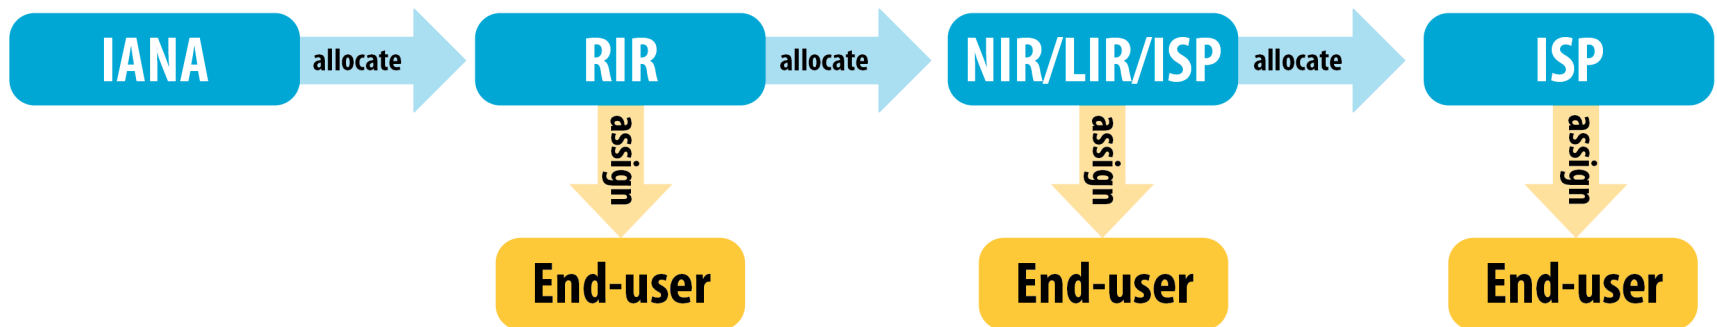 IANA allocate RIR allocate NIR/LIR/ISP allocate ISP
assign assign assign
End-user End-user End-user